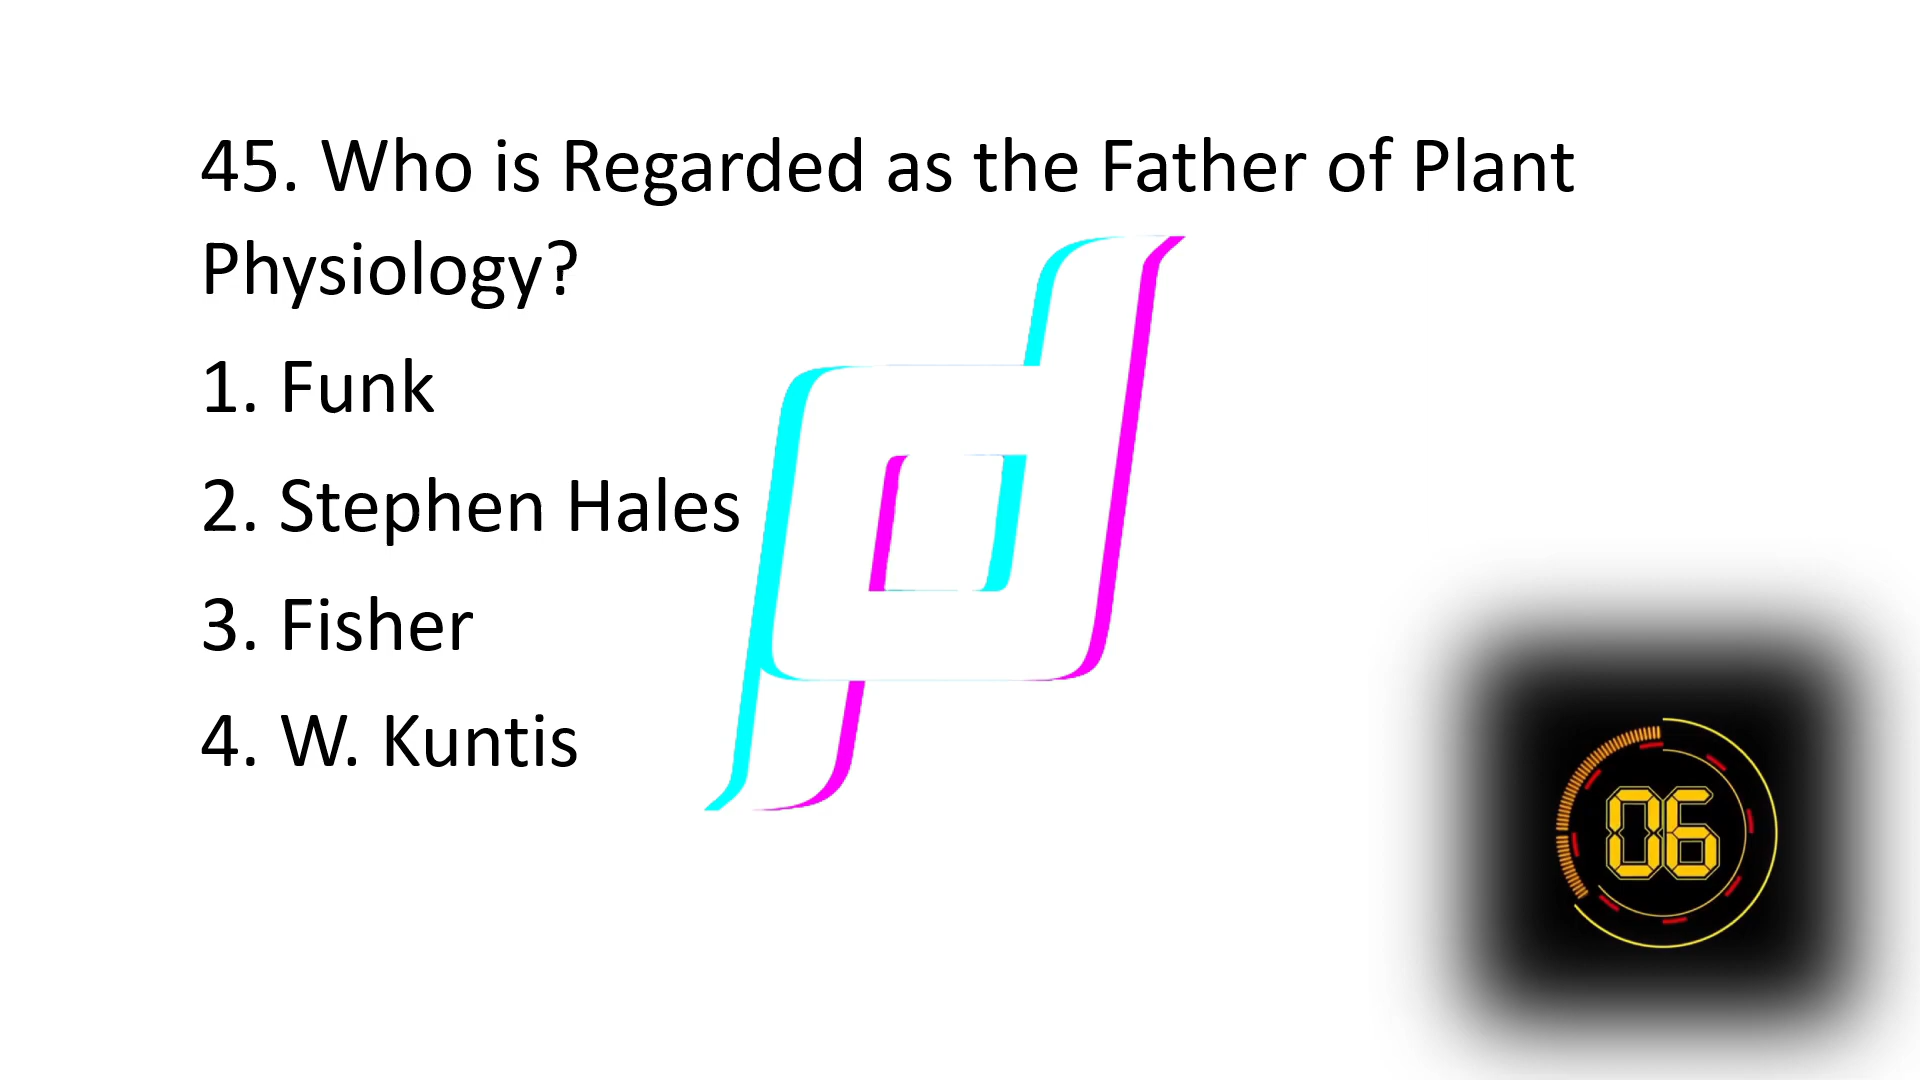 45. Who is Regarded as the Father of Plant
Physiology?
1. Funk
2. Stephen Hales
3. Fisher
4. W. Kuntis
06